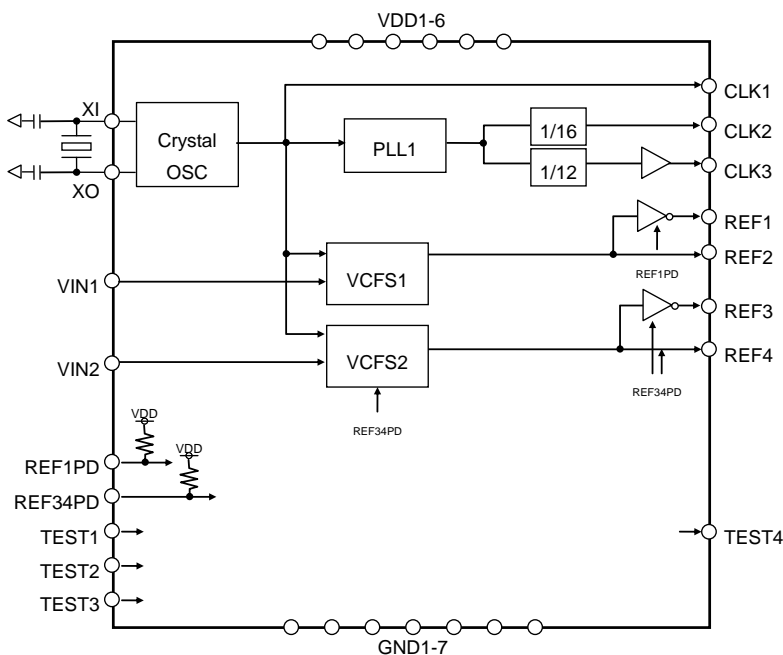 VDD1-6
XI
XO
Crystal
OSC
PLL1
1/16
1/12
CLK1
CLK2
CLK3
REF1
REF1PD
REF2
VIN1
VCFS1
REF3
VIN2
VCFS2
REF4
REF34PD
REF34PD
VDD
VDD
REF1PD
REF34PD
TEST1
TEST4
TEST2
TEST3
GND1-7